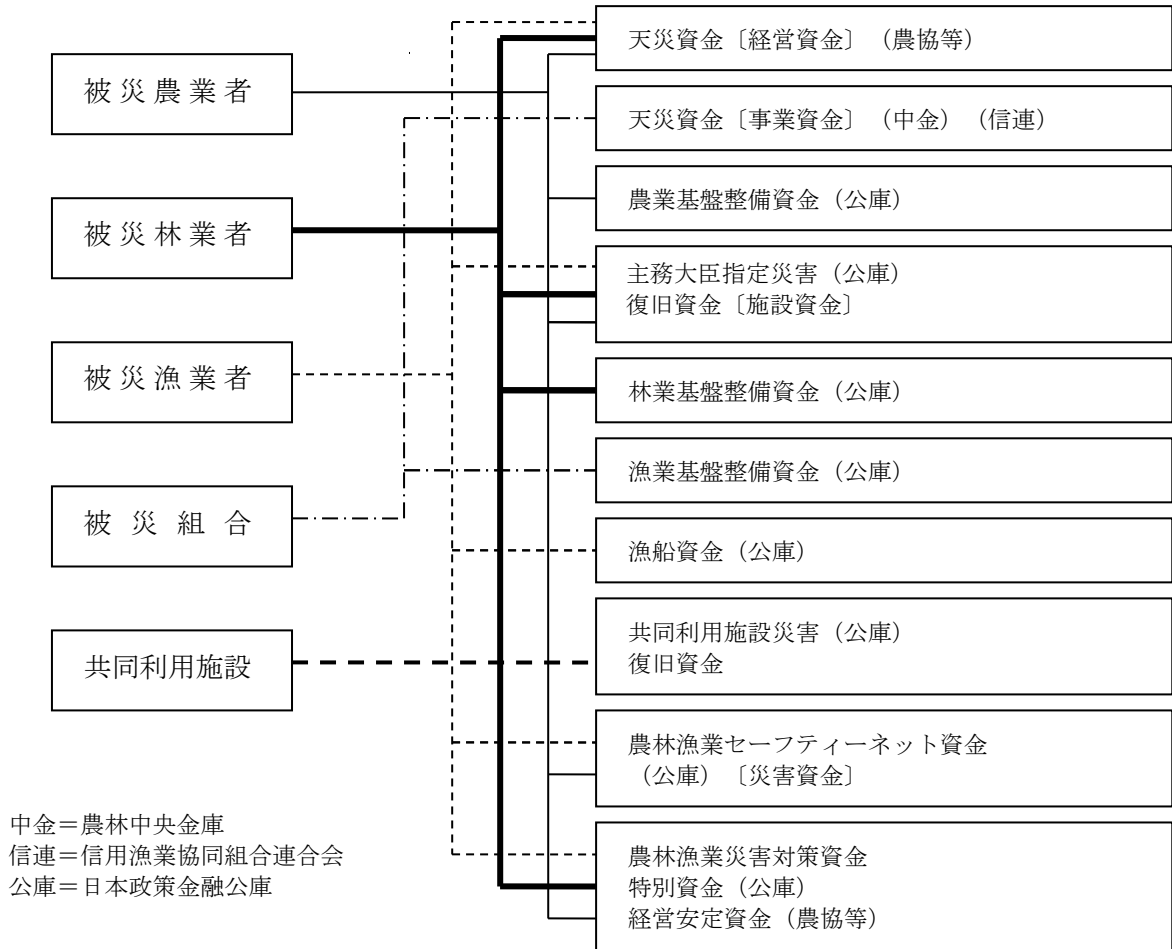 被災農業者
被災林業者
被災漁業者
被災組合
共同利用施設
中金＝農林中央金庫
信連＝信用漁業協同組合連合会
公庫＝日本政策金融公庫
天災資金〔経営資金〕（農協等）
天災資金〔事業資金〕（中金）（信連）
農業基盤整備資金（公庫）
主務大臣指定災害（公庫）
復旧資金〔施設資金〕
林業基盤整備資金（公庫）
漁業基盤整備資金（公庫）
漁船資金（公庫）
共同利用施設災害（公庫）
復旧資金
農林漁業セーフティーネット資金
（公庫）〔災害資金〕
農林漁業災害対策資金
特別資金（公庫）
経営安定資金（農協等）